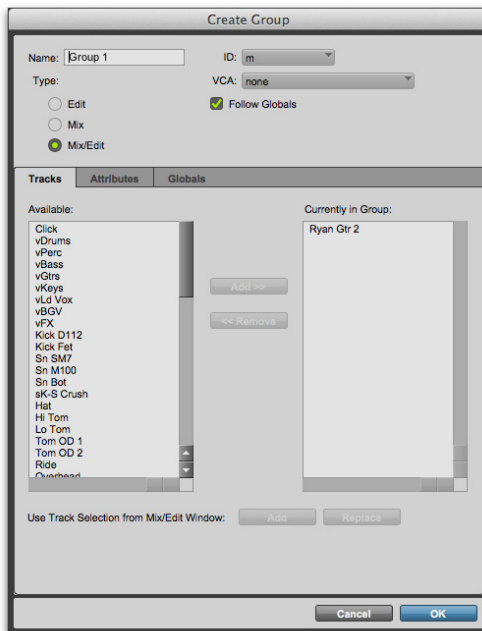 Create Group
Name: Group 1 ID: m
Type: VCA: none
Edit Follow Globals
Mix
Mix/Edit
Tracks Attributes Globals
Available: Currently in Group:
Click Ryan Gtr 2
vDrums
vPerc
vBass
vGtrs
vKeys
Add >>
vLd Vox
vBGV
<< Remove
vFX
Kick D112
Kick Fet
Sn SM7
Sn M100
Sn Bot
sK-S Crush
Hat
Hi Tom
Lo Tom
Tom OD 1
Tom OD 2
Ride
Overhead
Use Track Selection from Mix/Edit Window: Add Replace
Cancel OK